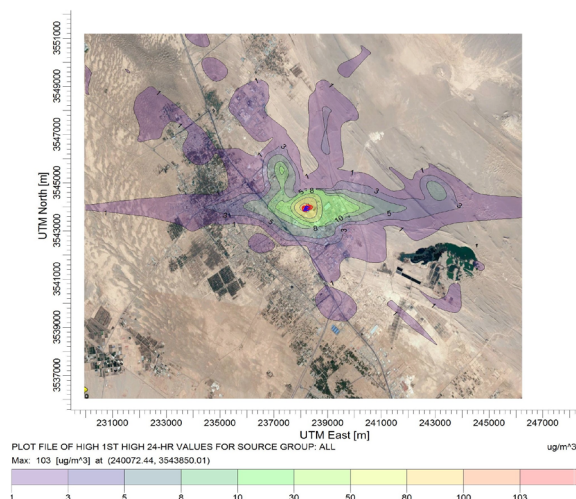 UTM North [m]
3551000
3549000
3547000
3545000
3543000
3541000
3539000
3537000
231000 233000 235000 237000 239000 241000 243000 245000 247000
UTM East [m]
PLOT FILE OF HIGH 1ST HIGH 24-HR VALUES FOR SOURCE GROUP: ALL
ug/m^3
Max: 103 [ug/m^3] at (240072.44, 3543850.01)
1 3 5 8 10 30 50 80 100 103